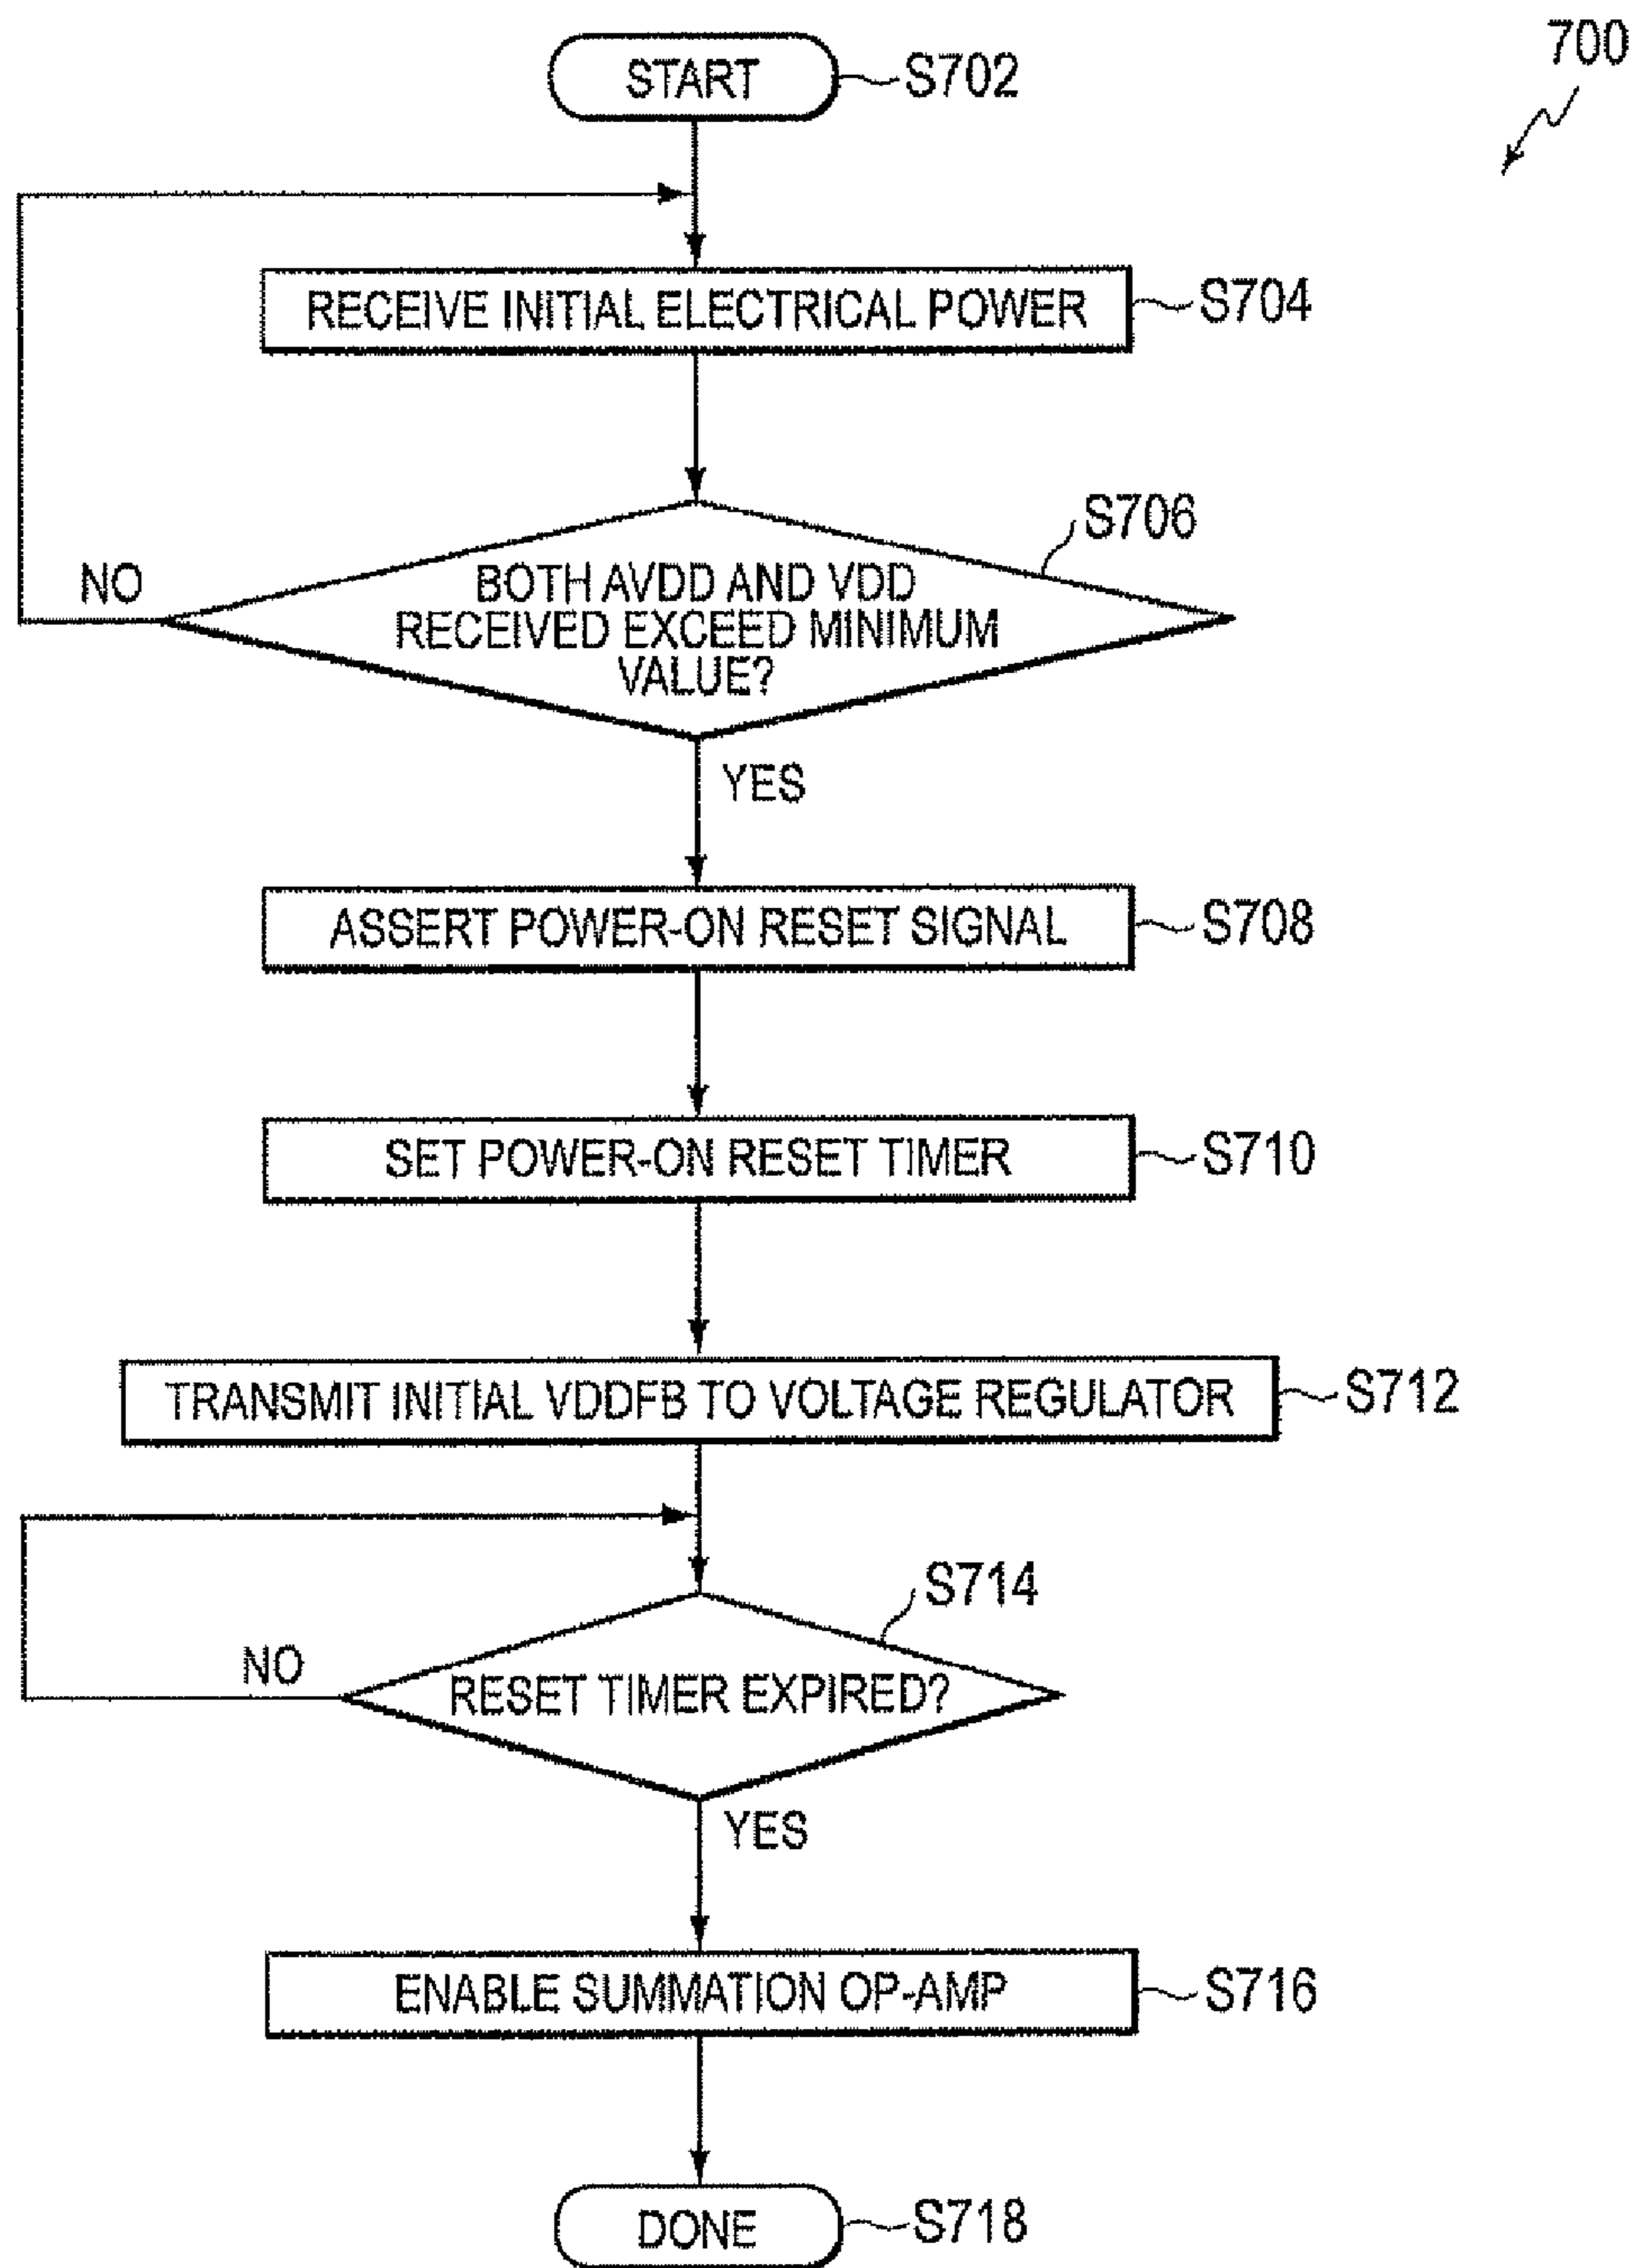 700
START
S702
RECEIVE INITIAL ELECTRICAL POWER
S704
S706
BOTH AVDD AND VDD
RECEIVED EXCEED MINIMUM
VALUE?
NO
YES
ASSERT POWER-ON RESET SIGNAL
S708
SET POWER-ON RESET TIMER
S710
TRANSMIT INITIAL VDDFB TO VOLTAGE REGULATOR
S712
S714
NO
RESET TIMER EXPIRED?
YES
ENABLE SUMMATION OP-AMP
S716
DONE
S718